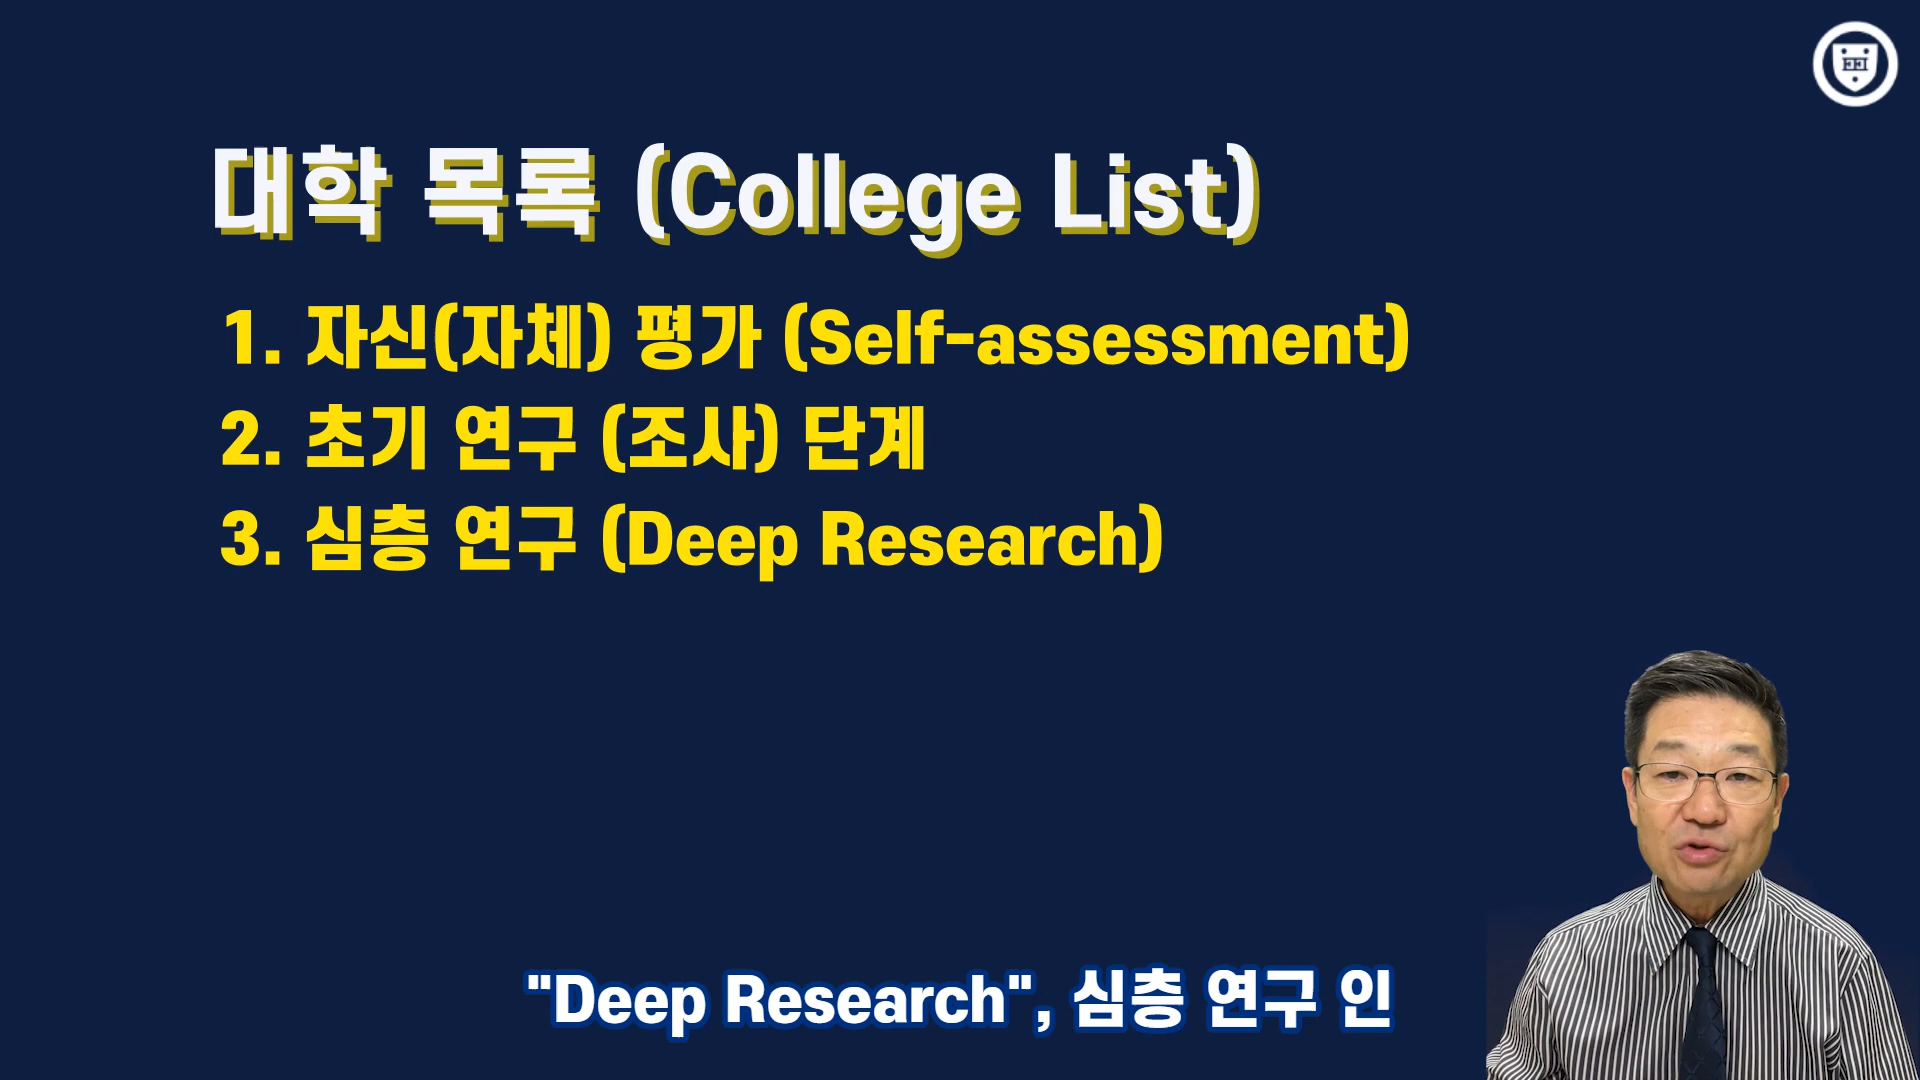 EEI
대학 목록 (College List)
1. 자신(자체) 평가 (Self-assessment)
2. 초기 연구 (조사) 단계
3. 심층 연구 (Deep Research)
"Deep Research", 심층 연구 인